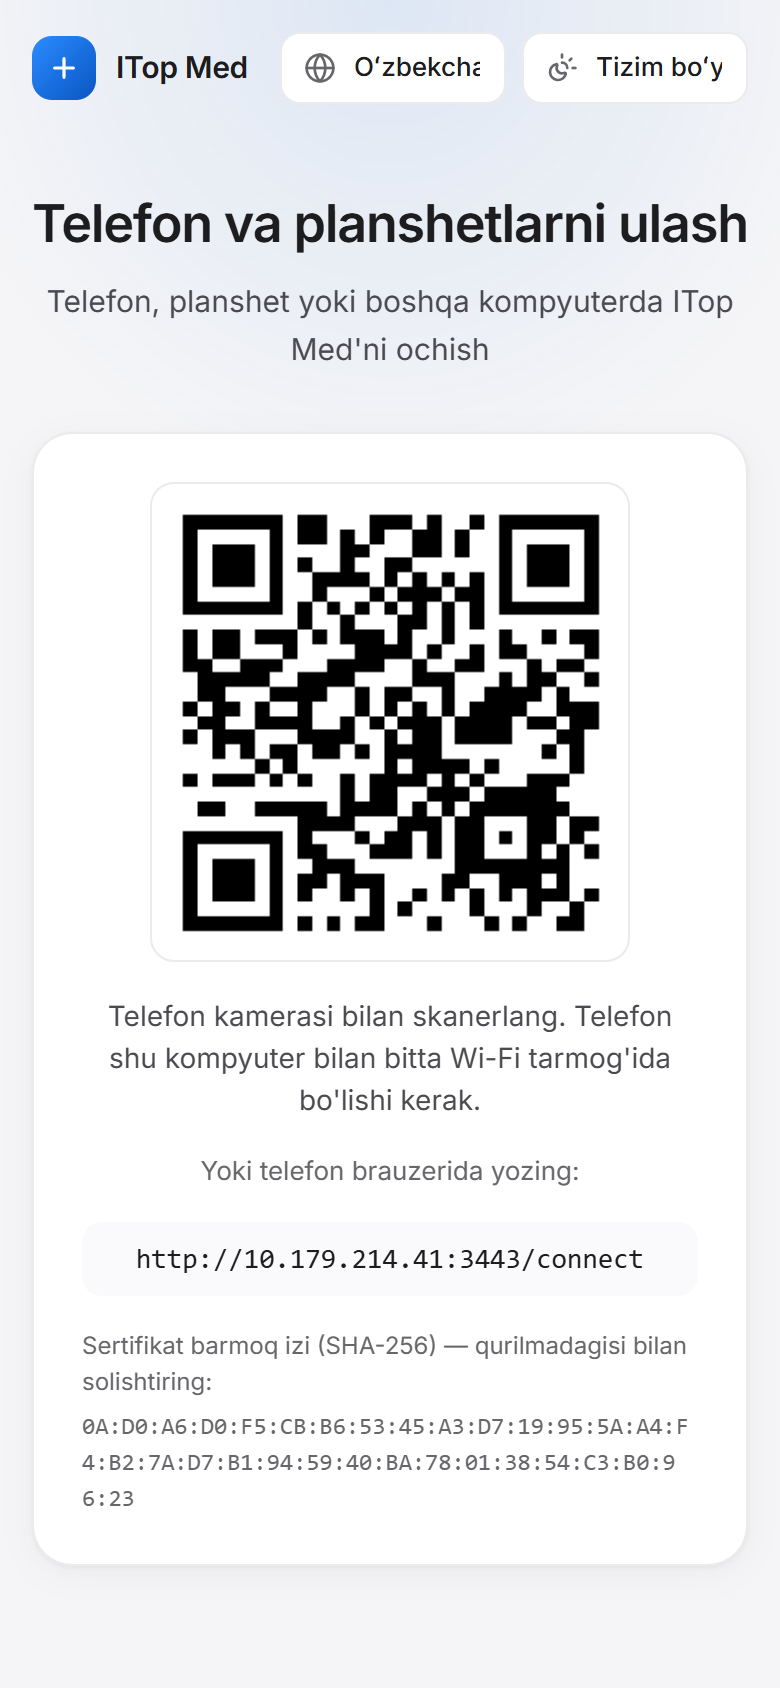 ITop Med
Oʻzbekcha
Tizim boʻy
Telefon va planshetlarni ulash
Telefon, planshet yoki boshqa kompyuterda ITop
Med'ni ochish
Telefon kamerasi bilan skanerlang. Telefon
shu kompyuter bilan bitta Wi-Fi tarmog'ida
bo'lishi kerak.
Yoki telefon brauzerida yozing:
http://10.179.214.41:3443/connect
Sertifikat barmoq izi (SHA-256) — qurilmadagisi bilan
solishtiring:
0A:D0:A6:D0:F5:CB:B6:53:45:A3:D7:19:95:5A:A4:F
4:B2:7A:D7:B1:94:59:40:BA:78:01:38:54:C3:B0:9
6:23